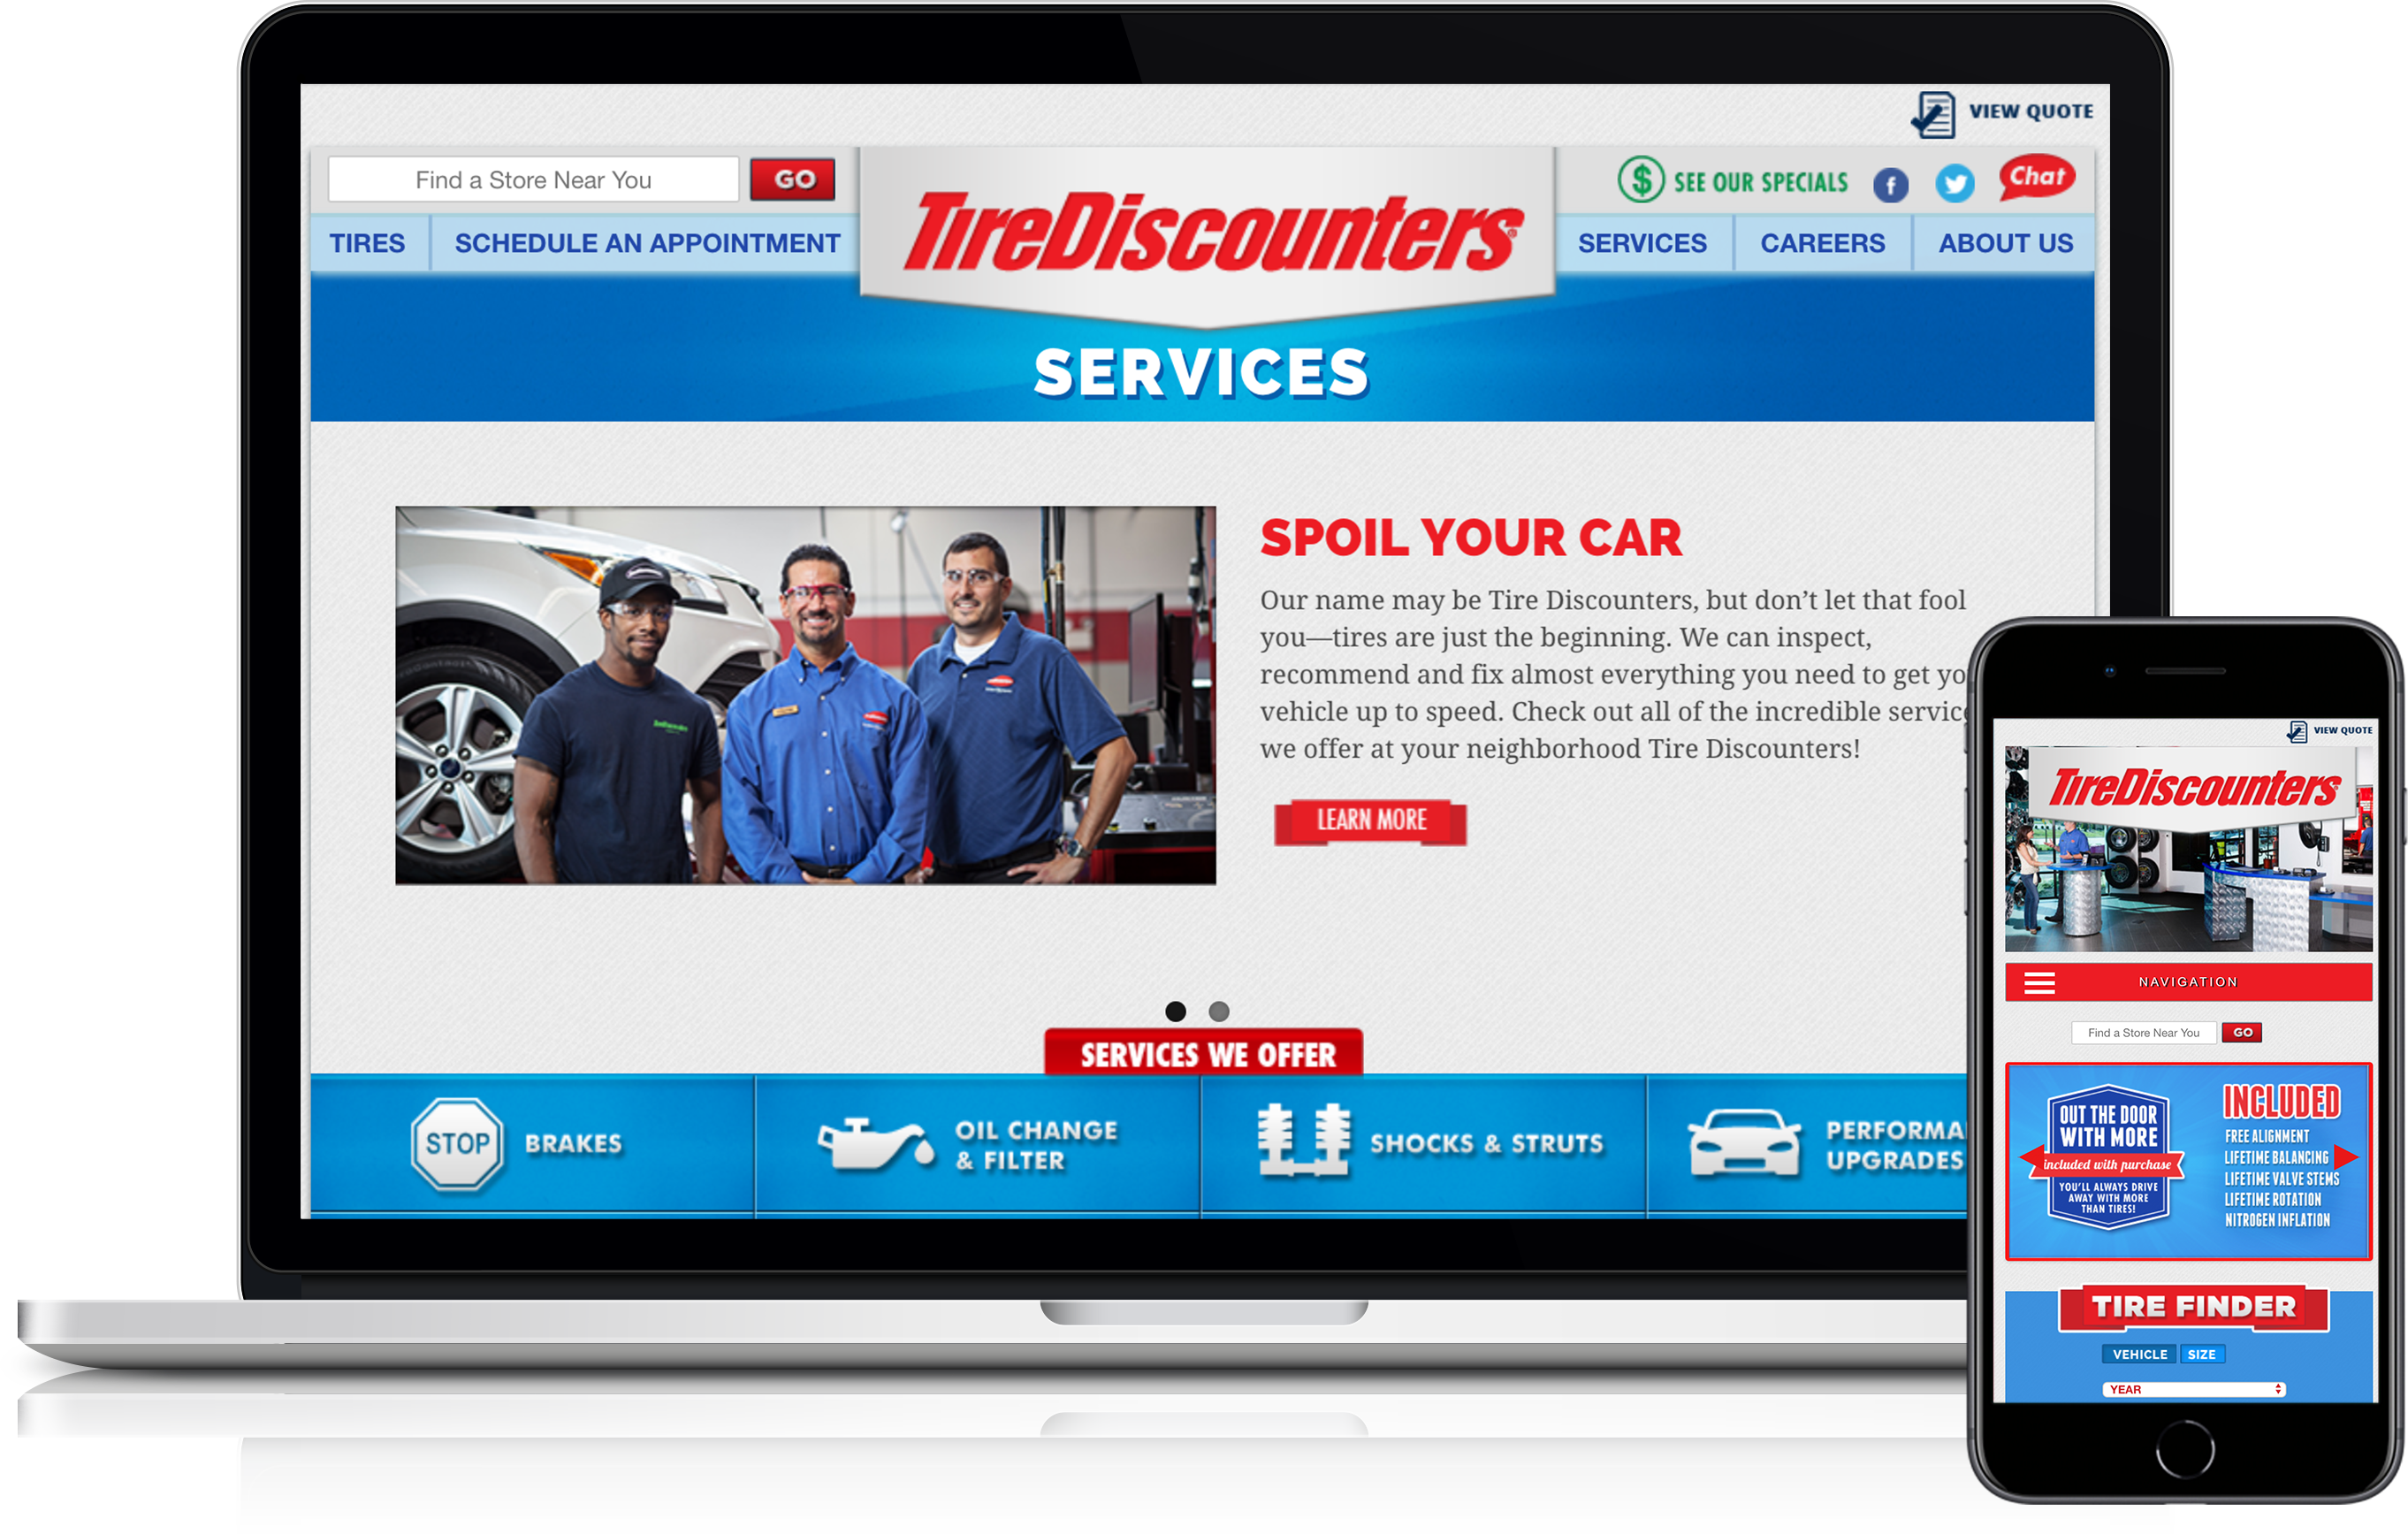 VIEW QUOTE
Find a Store Near You
GO
TireDiscounters
SEE OUR SPECIALS
f
Chat
TIRES
SCHEDULE AN APPOINTMENT
SERVICES
CAREERS
ABOUT US
SERVICES
SPOIL YOUR CAR
Our name may be Tire Discounters, but don’t let that fool
you—tires are just the beginning. We can inspect,
recommend and fix almost everything you need to get yo
vehicle up to speed. Check out all of the incredible service
we offer at your neighborhood Tire Discounters!
LEARN MORE
SERVICES WE OFFER
STOP
BRAKES
OIL CHANGE
& FILTER
SHOCKS & STRUTS
PERFORMA
UPGRADES
VIEW QUOTE
TireDiscounters
NAVIGATION
Find a Store Near You
GO
OUT THE DOOR
WITH MORE
included with purchase
YOU’LL ALWAYS DRIVE
AWAY WITH MORE
THAN TIRES!
INCLUDED
FREE ALIGNMENT
LIFETIME BALANCING
LIFETIME VALVE STEMS
LIFETIME ROTATION
NITROGEN INFLATION
TIRE FINDER
VEHICLE
SIZE
YEAR